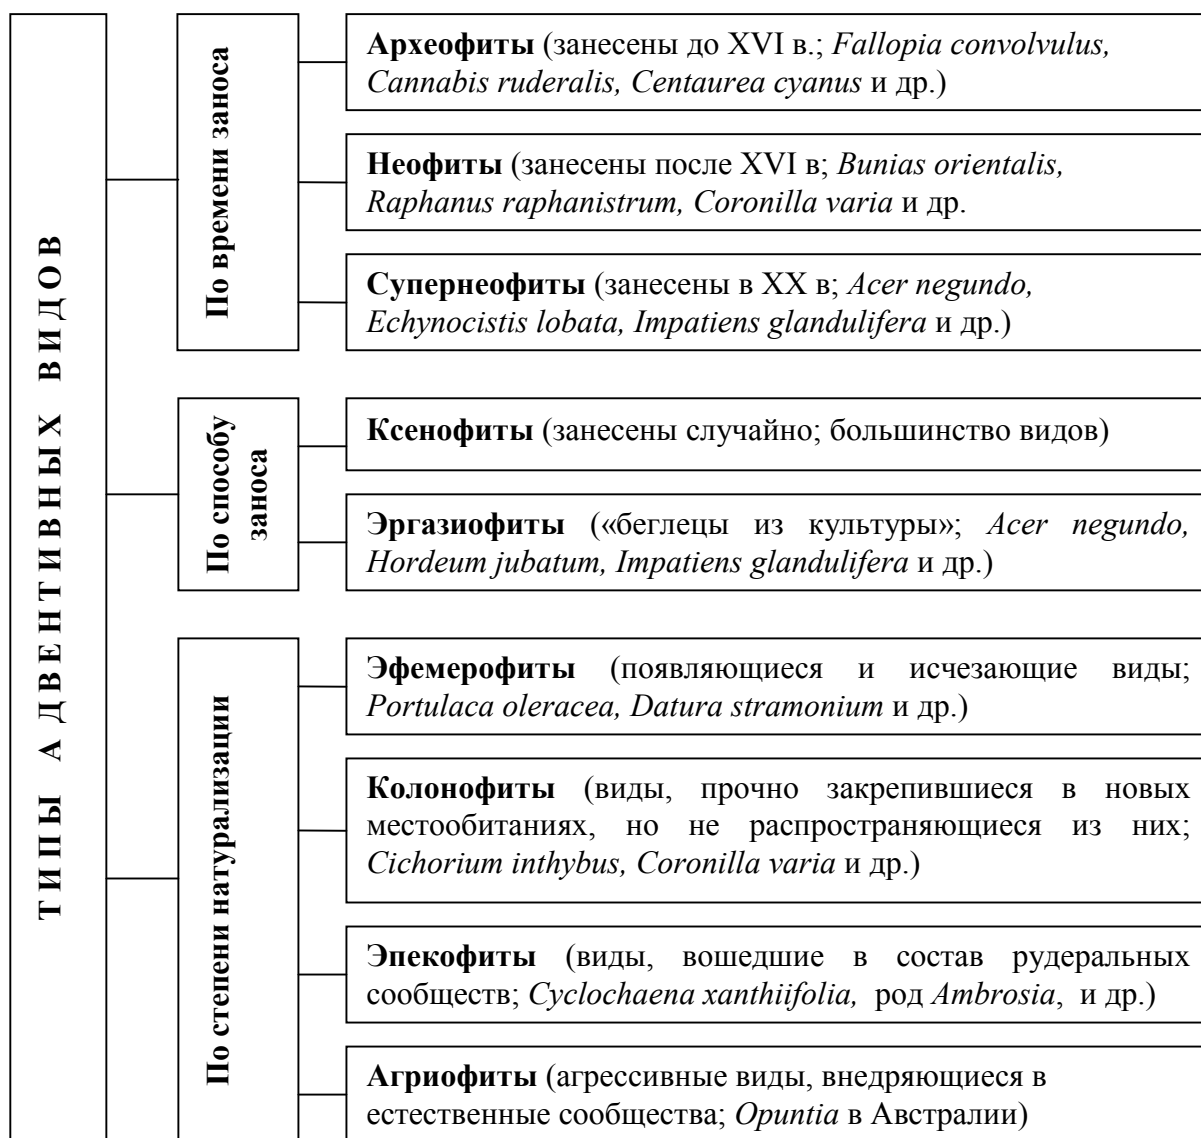 ТИПЫ АДВЕНТИВНЫХ ВИДОВ
По времени заноса
Археофиты (занесены до XVI в.; Fallopia convolvulus,
Cannabis ruderalis, Centaurea cyanus и др.)
Неофиты (занесены после XVI в; Bunias orientalis,
Raphanus raphanistrum, Coronilla varia и др.
Супернеофиты (занесены в XX в; Acer negundo,
Echynocistis lobata, Impatiens glandulifera и др.)
По способу
заноса
Ксенофиты (занесены случайно; большинство видов)
Эргазиофиты («беглецы из культуры»; Acer negundo,
Hordeum jubatum, Impatiens glandulifera и др.)
По степени натурализации
Эфемерофиты (появляющиеся и исчезающие виды;
Portulaca oleracea, Datura stramonium и др.)
Колонофиты (виды, прочно закрепившиеся в новых
местообитаниях, но не распространяющиеся из них;
Cichorium inthybus, Coronilla varia и др.)
Эпекофиты (виды, вошедшие в состав рудеральных
сообществ; Cyclochaena xanthiifolia, род Ambrosia, и др.)
Агриофиты (агрессивные виды, внедряющиеся в
естественные сообщества; Opuntia в Австралии)